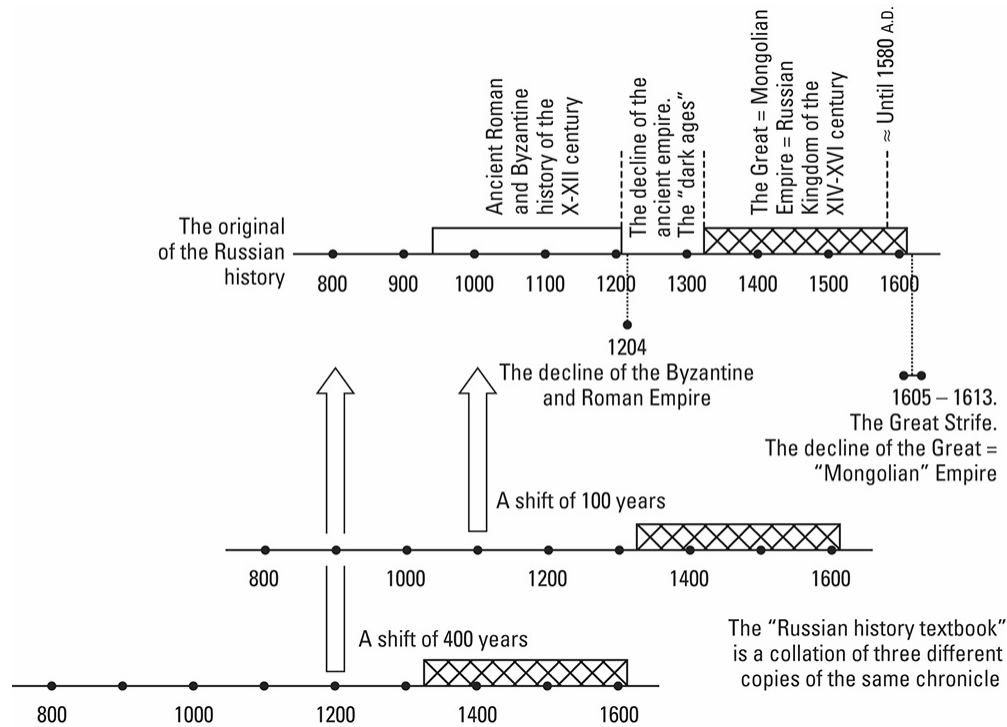 Ancient Roman
and Byzantine
history of the
X-XII century
The decline of the
ancient empire.
The "dark ages"
The Great = Mongolian
Empire = Russian
Kingdom of the
XIV-XVI century
≈ Until 1580 A.D.
The original
of the Russian
history
800 900 1000 1100 1200 1300 1400 1500 1600
1204
The decline of the Byzantine
and Roman Empire
1605 – 1613.
The Great Strife.
The decline of the Great =
"Mongolian" Empire
A shift of 100 years
800 1000 1200 1400 1600
A shift of 400 years
The "Russian history textbook"
is a collation of three different
copies of the same chronicle
800 1000 1200 1400 1600